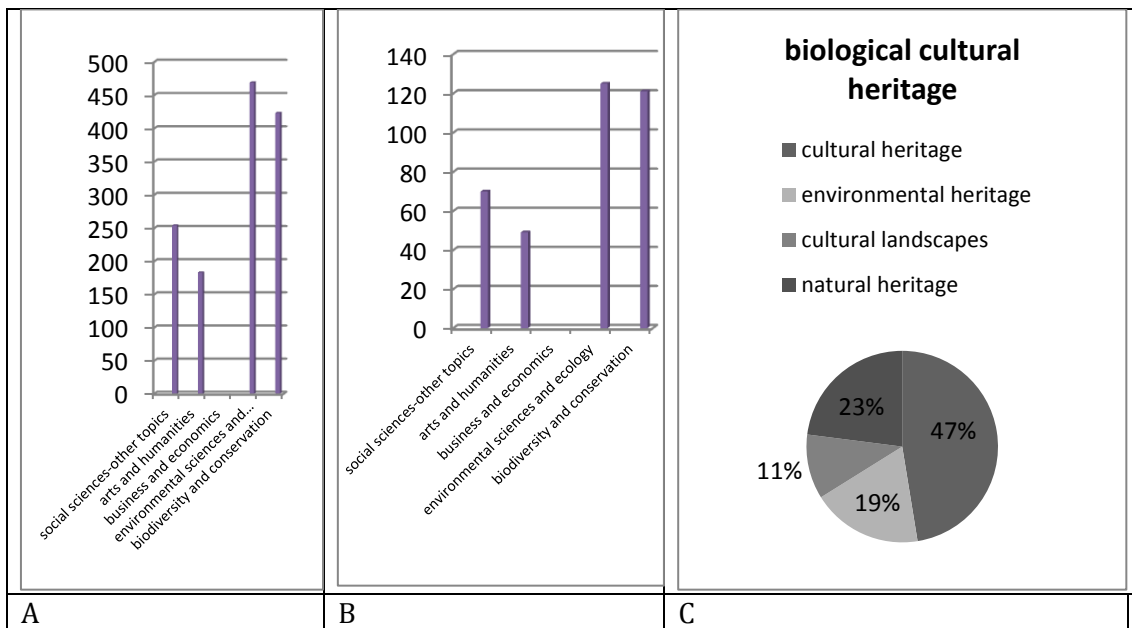 500
450
400
350
300
250
200
150
100
50
0
social sciences-other topics
arts and humanities
business and economics
environmental sciences and...
biodiversity and conservation
A
140
120
100
80
60
40
20
0
social sciences-other topics
arts and humanities
business and economics
environmental sciences and ecology
biodiversity and conservation
B
biological cultural
heritage
cultural heritage
environmental heritage
cultural landscapes
natural heritage
23%
47%
11%
19%
C